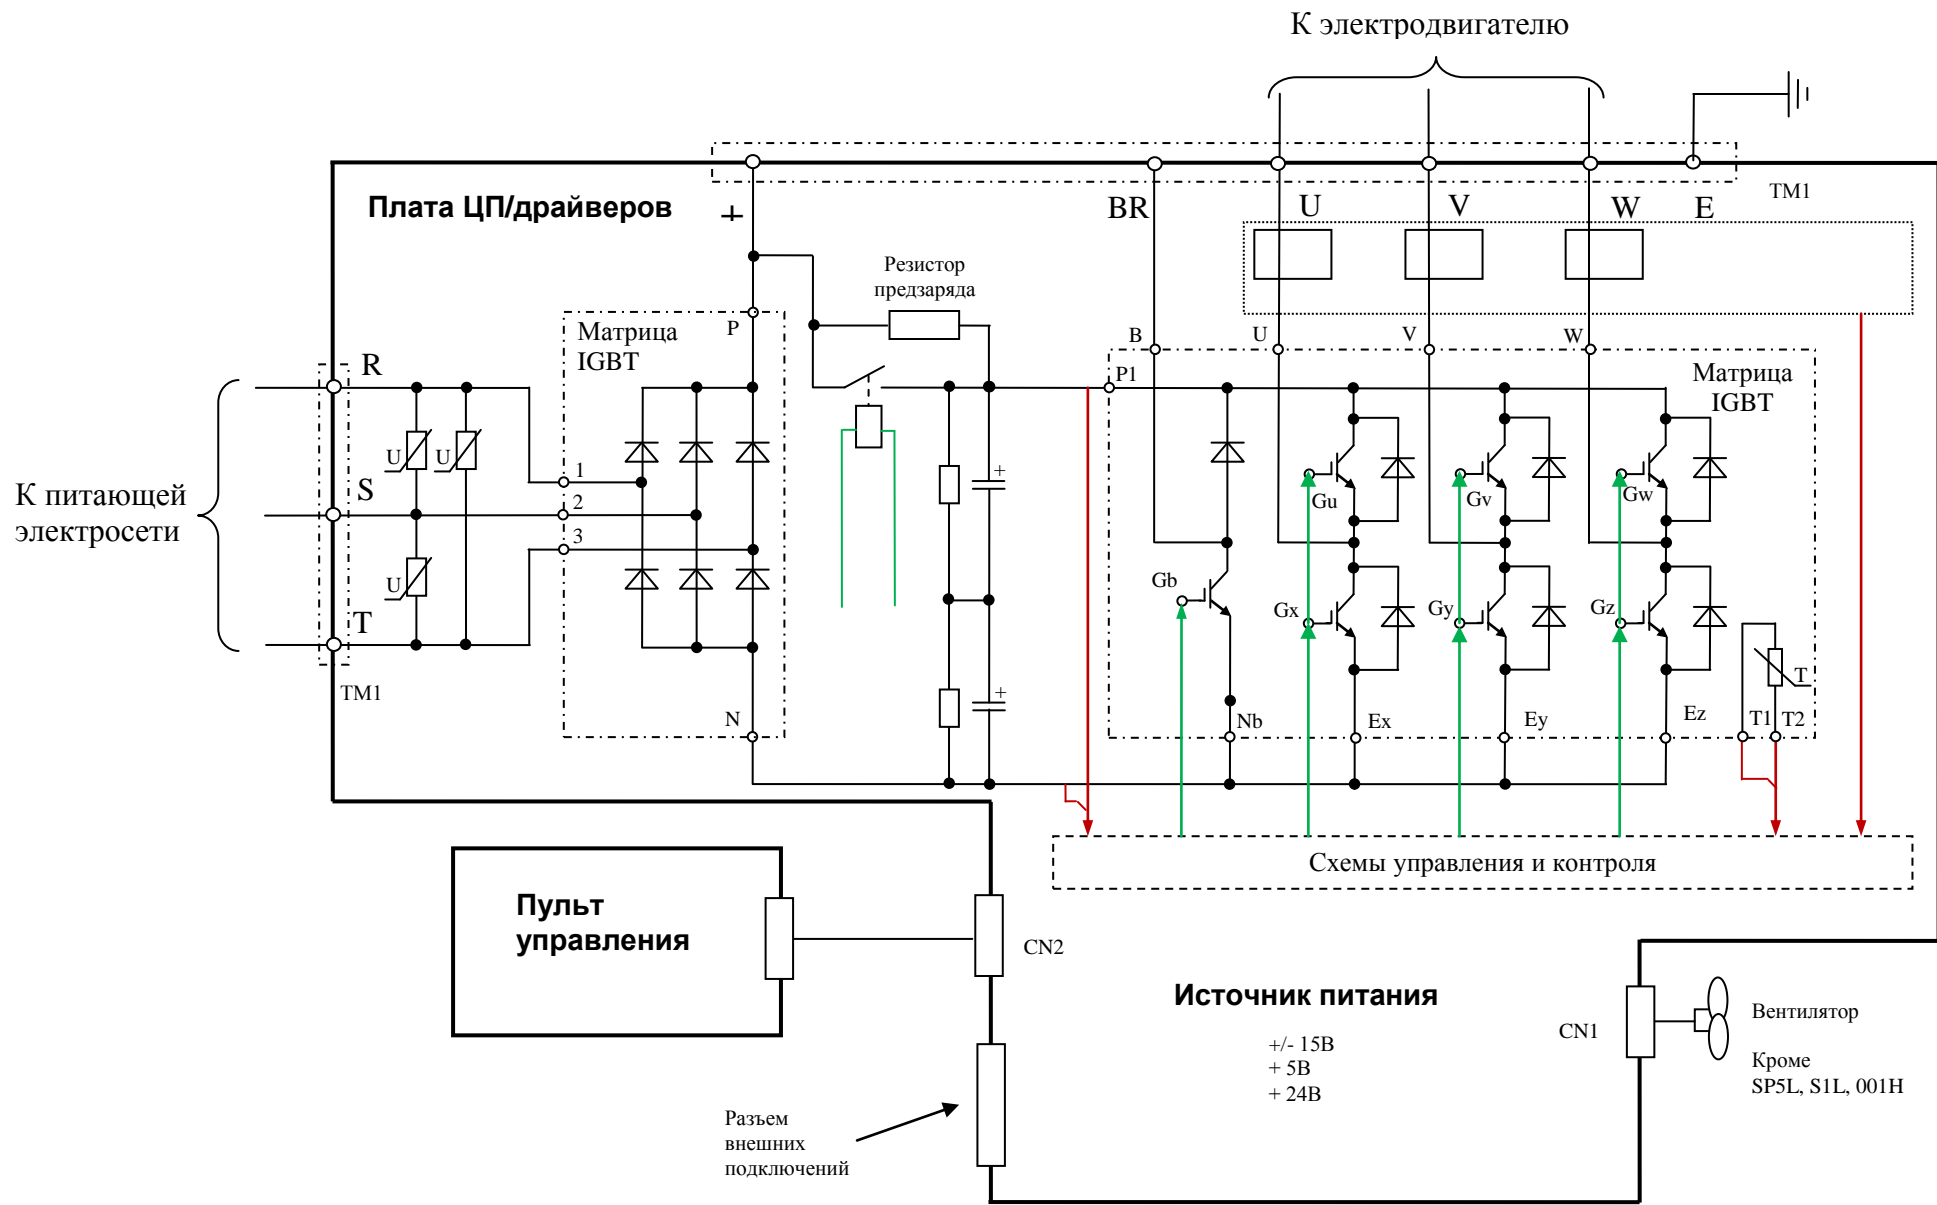 К электродвигателю
Плата ЦП/драйверов
+
BR
U
V
W
E
TM1
Резистор
предзаряда
P
Матрица
IGBT
B
U
V
W
P1
Матрица
IGBT
R
S
T
К питающей
электросети
U
U
U
1
2
3
+
+
Gu
Gv
Gw
Gb
Gx
Gy
Gz
T
TM1
N
Nb
Ex
Ey
Ez
T1
T2
Схемы управления и контроля
Пульт
управления
CN2
Источник питания
+/- 15В
+ 5В
+ 24В
CN1
Вентилятор
Кроме
SP5L, S1L, 001H
Разъем
внешних
подключений